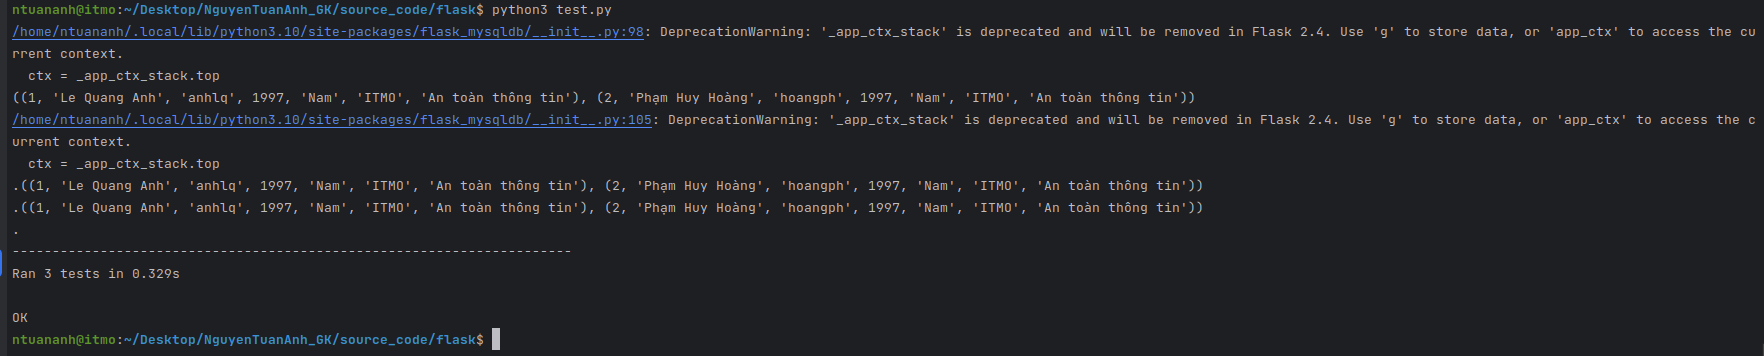 ntuananh@itmo:~/Desktop/NguyenTuanAnh_GK/source_code/flask$ python3 test.py
/home/ntuananh/.local/lib/python3.10/site-packages/flask_mysqldb/__init__.py:98: DeprecationWarning: '_app_ctx_stack' is deprecated and will be removed in Flask 2.4. Use 'g' to store data, or 'app_ctx' to access the cu
rrent context.
  ctx = _app_ctx_stack.top
((1, 'Le Quang Anh', 'anhlq', 1997, 'Nam', 'ITMO', 'An toàn thông tin'), (2, 'Phạm Huy Hoàng', 'hoangph', 1997, 'Nam', 'ITMO', 'An toàn thông tin'))
/home/ntuananh/.local/lib/python3.10/site-packages/flask_mysqldb/__init__.py:105: DeprecationWarning: '_app_ctx_stack' is deprecated and will be removed in Flask 2.4. Use 'g' to store data, or 'app_ctx' to access the c
urrent context.
  ctx = _app_ctx_stack.top
.((1, 'Le Quang Anh', 'anhlq', 1997, 'Nam', 'ITMO', 'An toàn thông tin'), (2, 'Phạm Huy Hoàng', 'hoangph', 1997, 'Nam', 'ITMO', 'An toàn thông tin'))
.((1, 'Le Quang Anh', 'anhlq', 1997, 'Nam', 'ITMO', 'An toàn thông tin'), (2, 'Phạm Huy Hoàng', 'hoangph', 1997, 'Nam', 'ITMO', 'An toàn thông tin'))
.
----------------------------------------------------------------------
Ran 3 tests in 0.329s

OK
ntuananh@itmo:~/Desktop/NguyenTuanAnh_GK/source_code/flask$